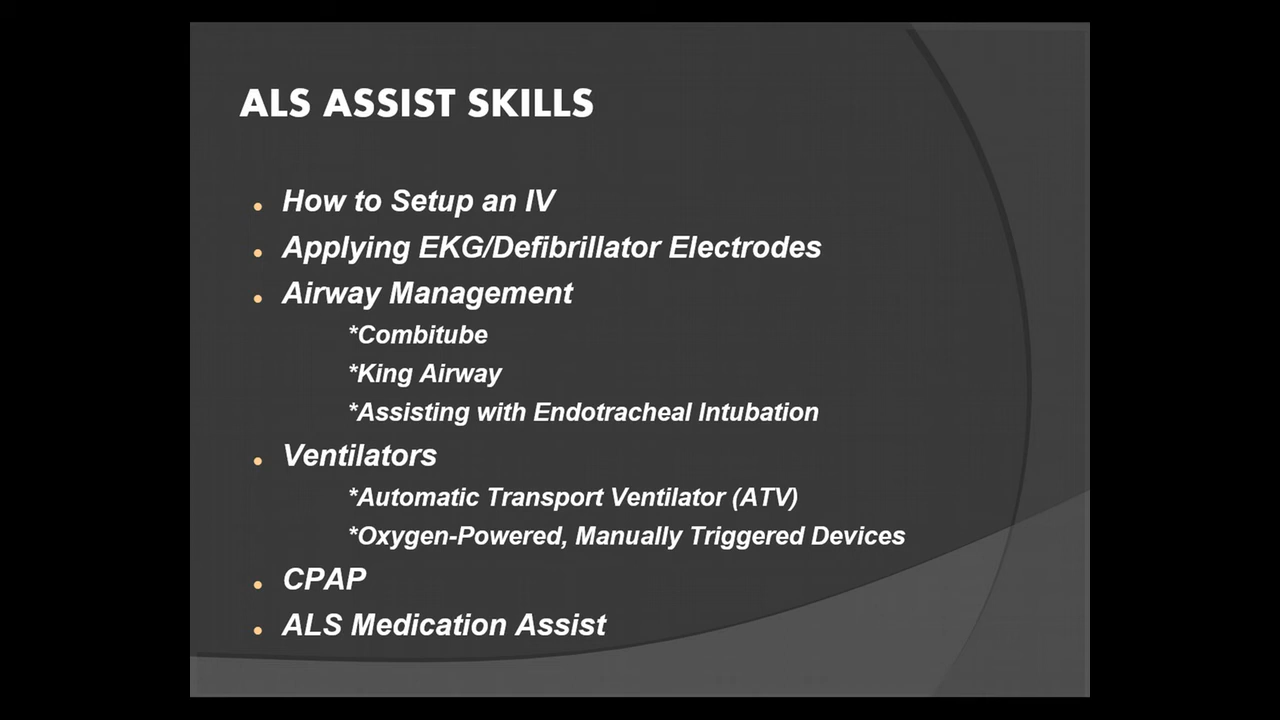 ALS ASSIST SKILLS
• How to Setup an IV
• Applying EKG/Defibrillator Electrodes
• Airway Management
*Combitube
*King Airway
*Assisting with Endotracheal Intubation
• Ventilators
*Automatic Transport Ventilator (ATV)
*Oxygen-Powered, Manually Triggered Devices
• CPAP
• ALS Medication Assist